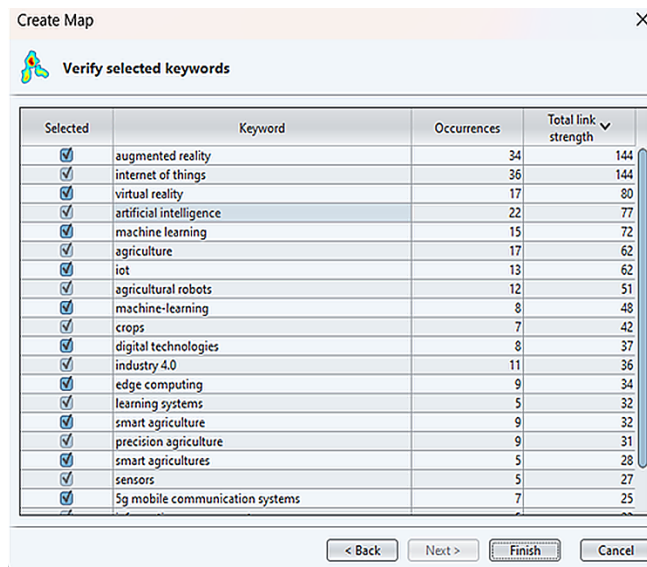 Create Map
Verify selected keywords
Selected Keyword Occurrences Total link strength
augmented reality 34 144
internet of things 36 144
virtual reality 17 80
artificial intelligence 22 77
machine learning 15 72
agriculture 17 62
iot 13 62
agricultural robots 12 51
machine-learning 8 48
crops 7 42
digital technologies 8 37
industry 4.0 11 36
edge computing 9 34
learning systems 5 32
smart agriculture 9 32
precision agriculture 9 31
smart agricultures 5 28
sensors 5 27
5g mobile communication systems 7 25
< Back Next > Finish Cancel